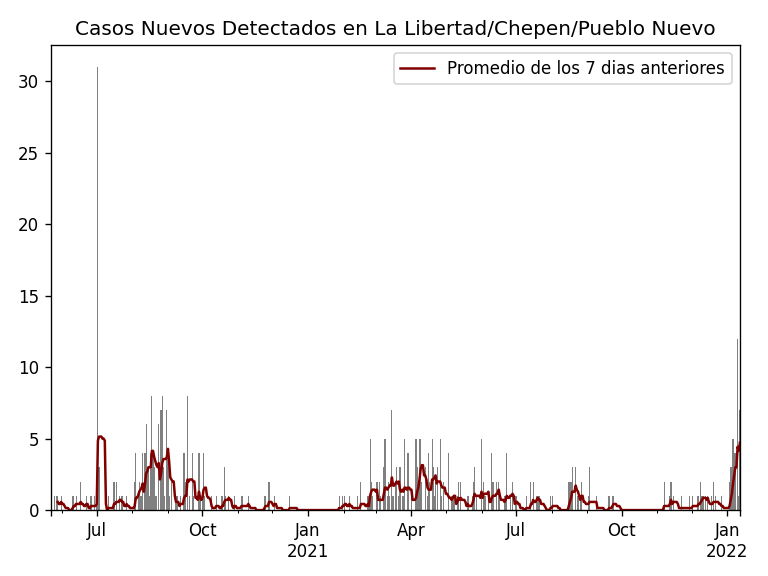 Casos Nuevos Detectados en La Libertad/Chepen/Pueblo Nuevo
Promedio de los 7 dias anteriores
30
25
20
15
10
5
0
Jul Oct Jan Apr Jul Oct Jan
2021 2022